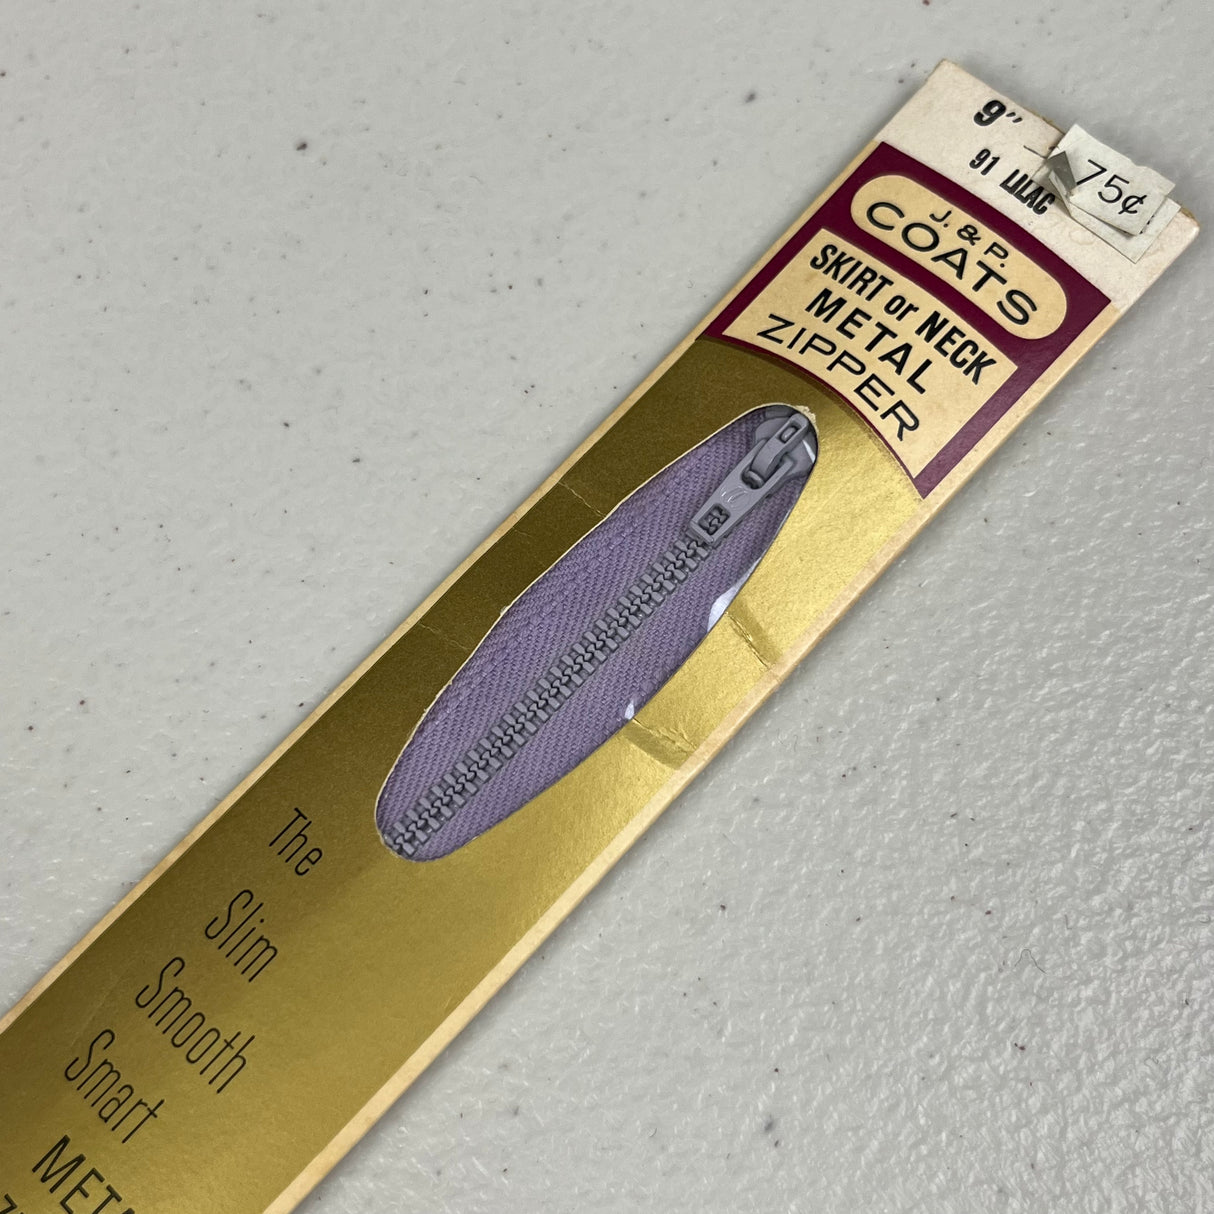 9"
91 LILAC
75¢
J. & P.
COATS
SKIRT or NECK
METAL
ZIPPER
The
Slim
Smooth
Smart